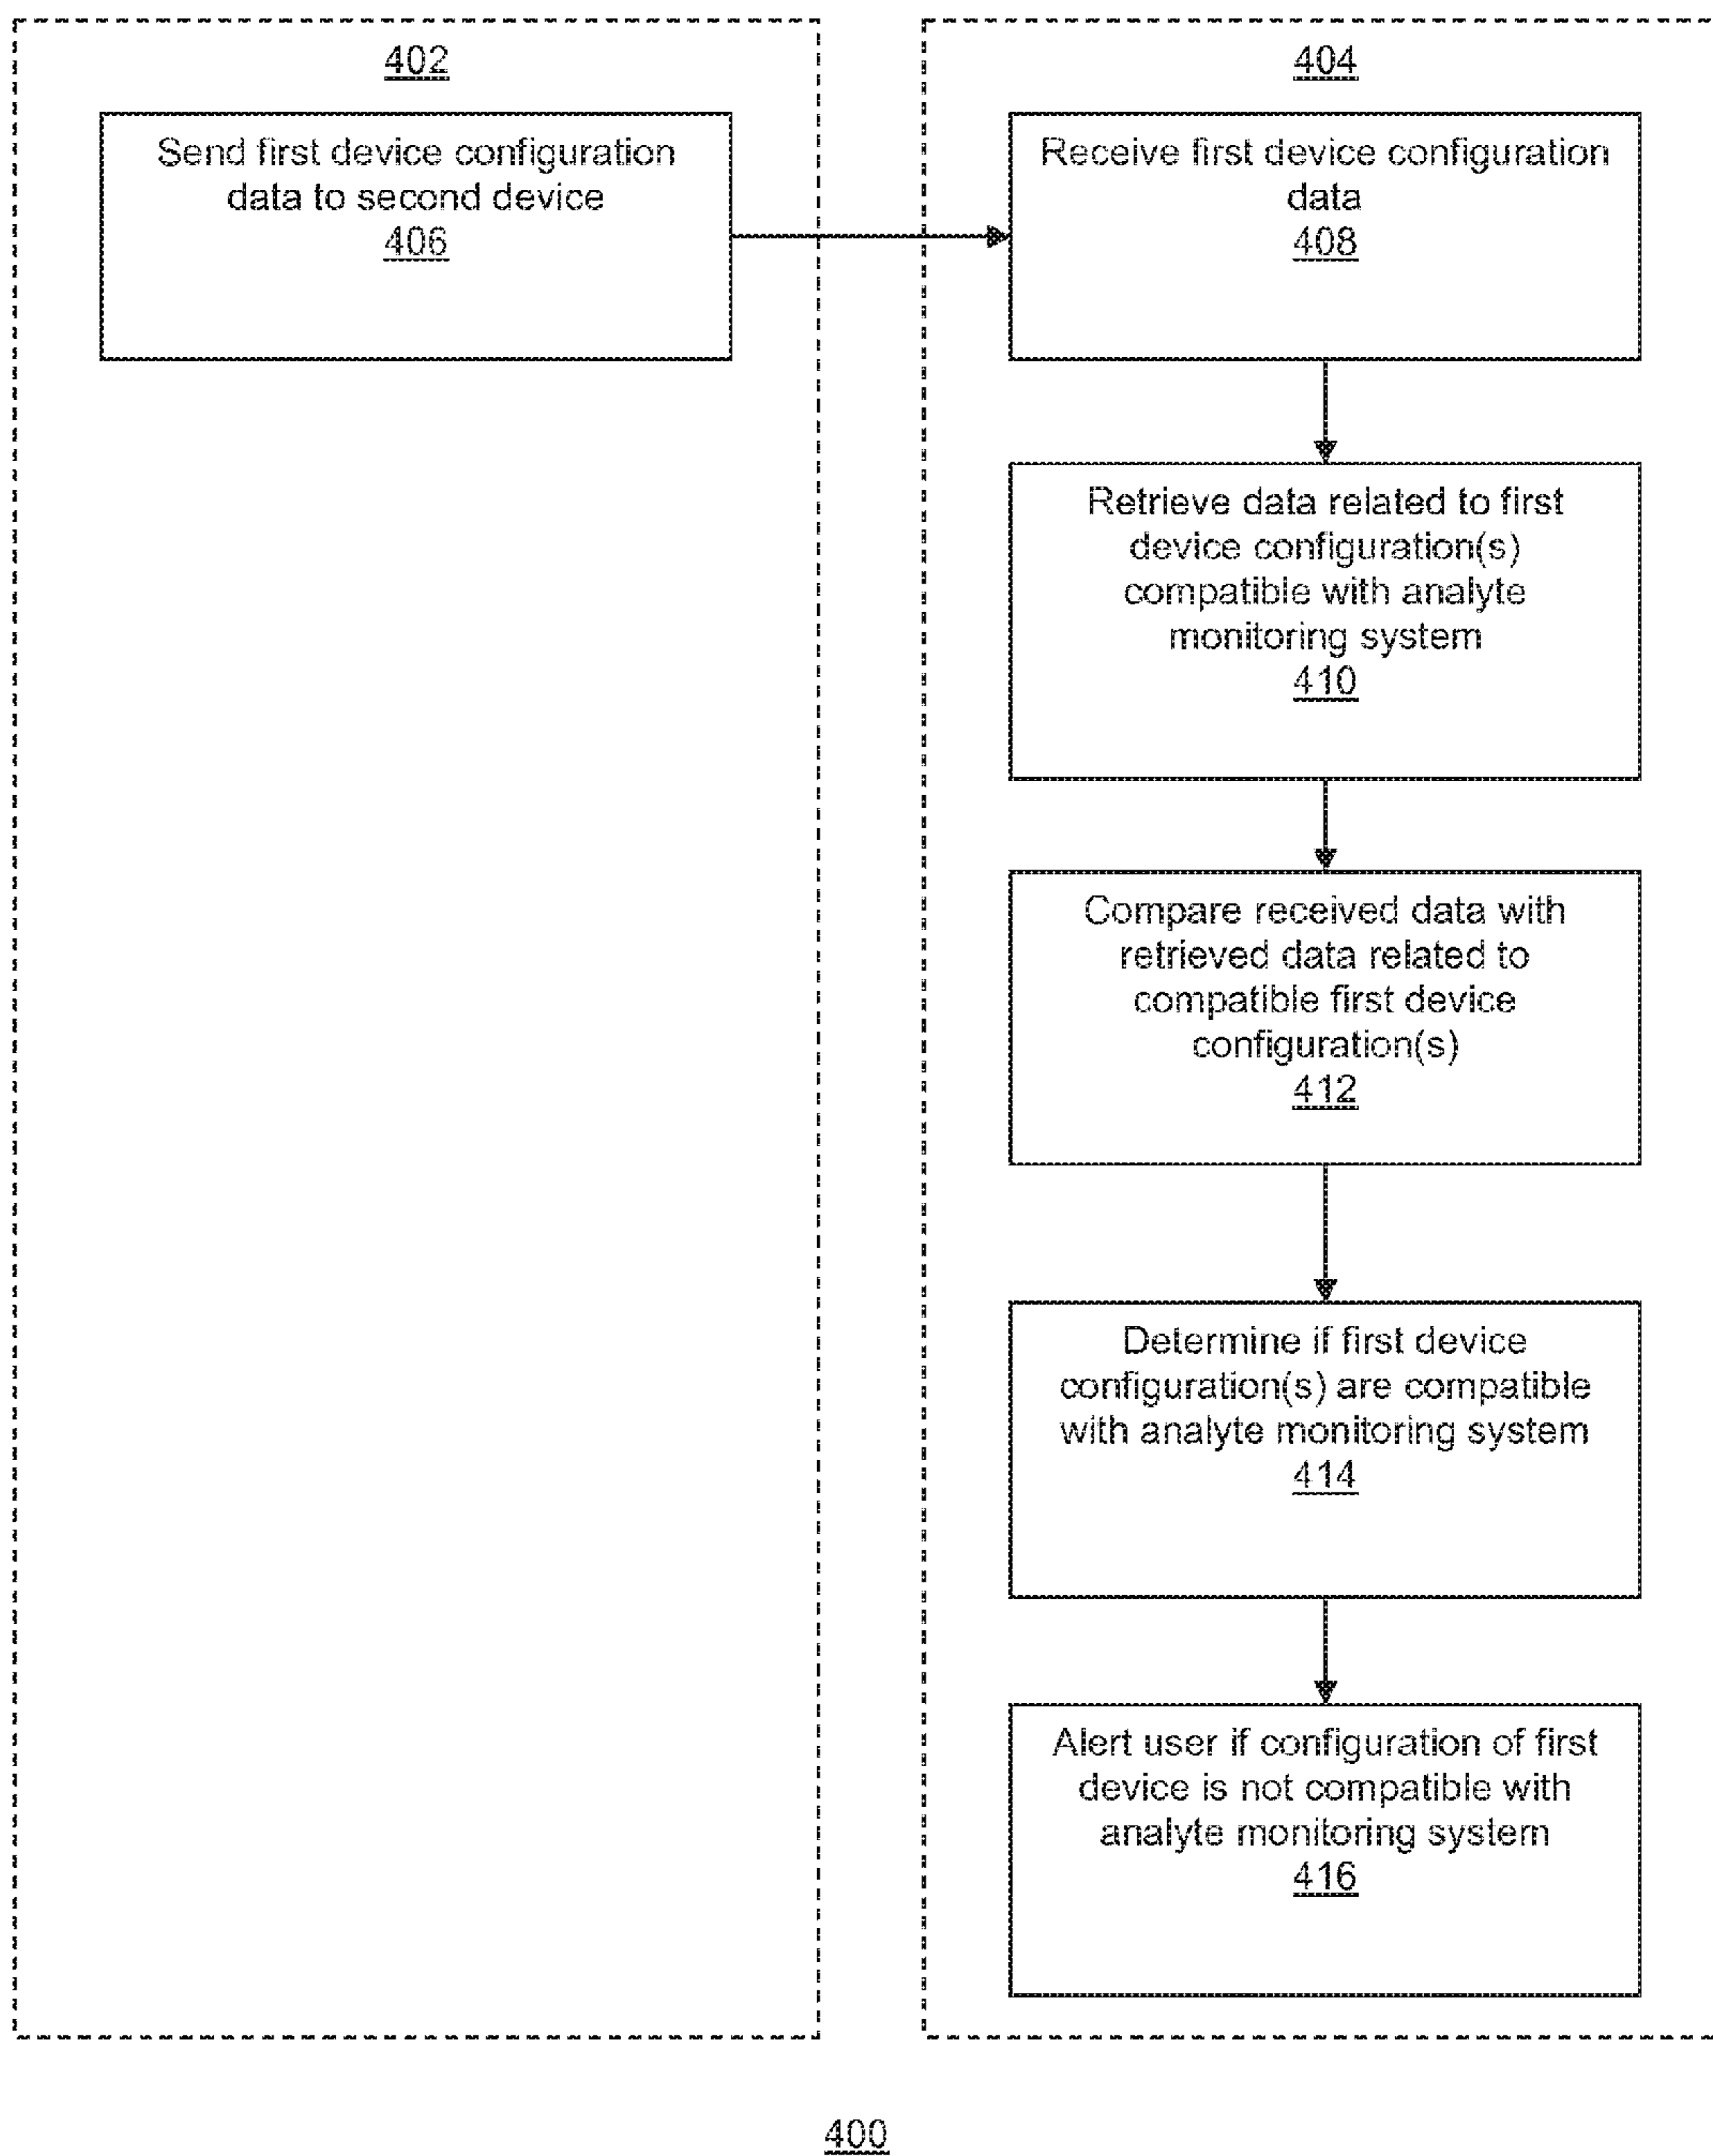 402
Send first device configuration
data to second device
406
404
Receive first device configuration
data
408
Retrieve data related to first
device configuration(s)
compatible with analyte
monitoring system
410
Compare received data with
retrieved data related to
compatible first device
configuration(s)
412
Determine if first device
configuration(s) are compatible
with analyte monitoring system
414
Alert user if configuration of first
device is not compatible with
analyte monitoring system
416
400